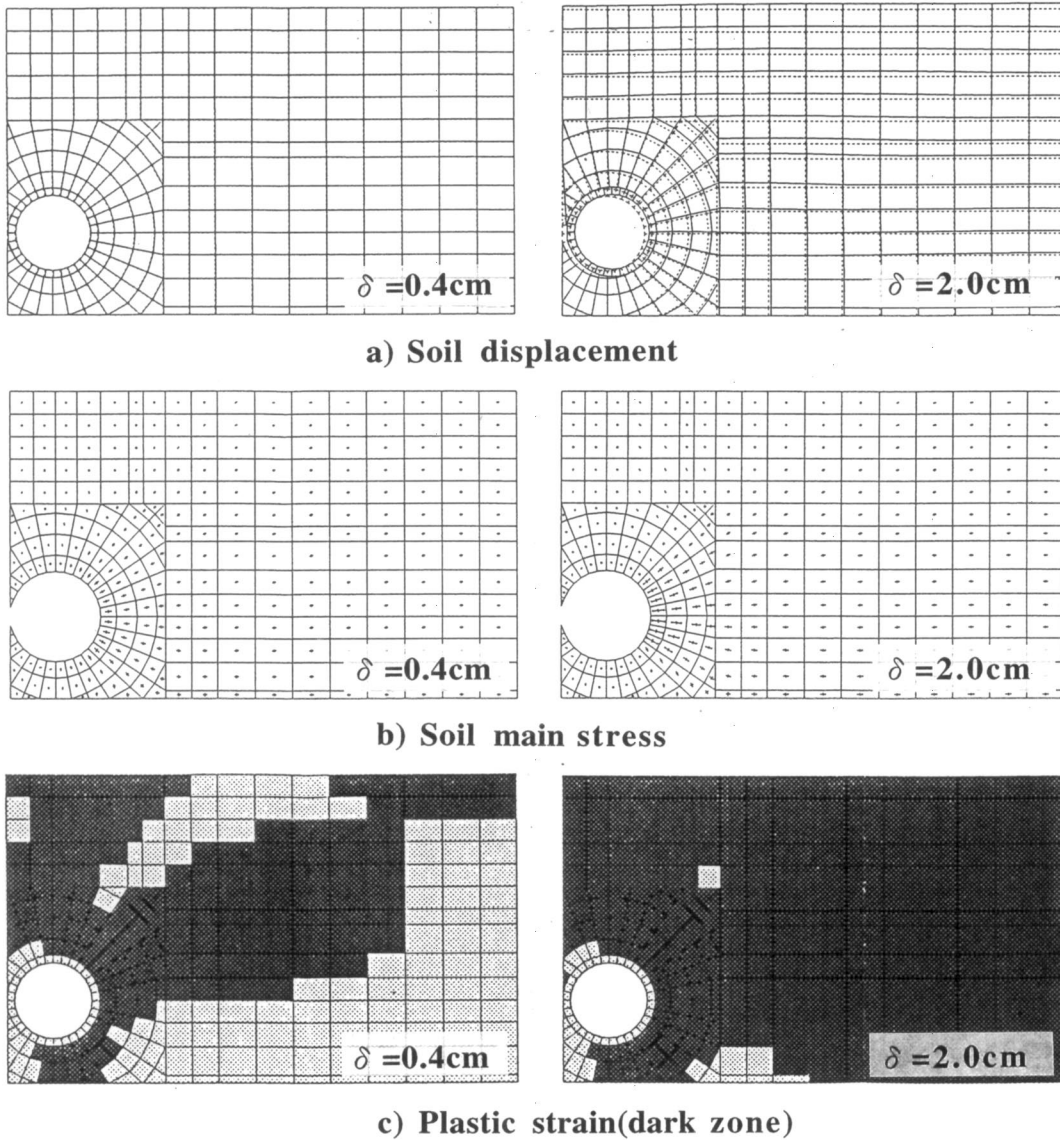 δ =0.4cm
δ =2.0cm
a) Soil displacement
δ =0.4cm
δ =2.0cm
b) Soil main stress
δ =0.4cm
δ =2.0cm
c) Plastic strain(dark zone)